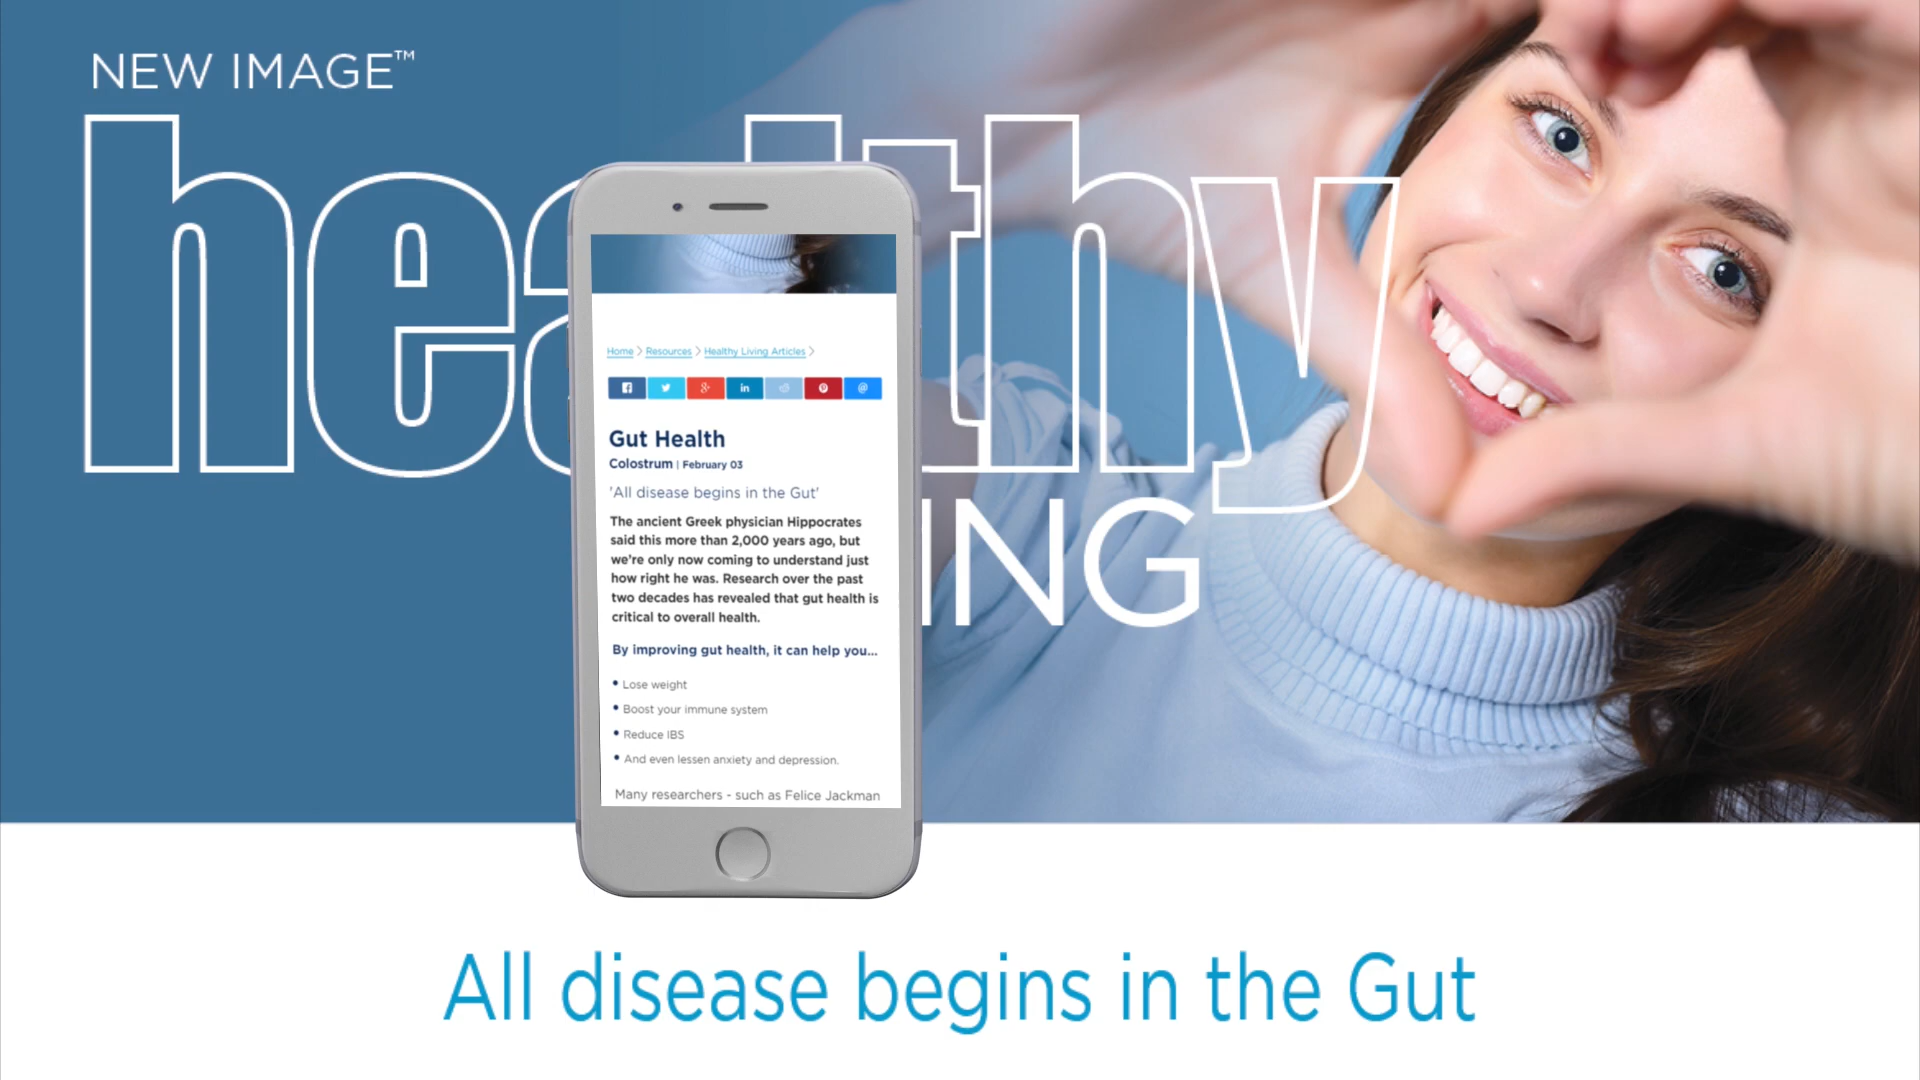 NEW IMAGE™
healthy
ING
Home > Resources > Healthy Living Articles >
Gut Health
Colostrum | February 03
'All disease begins in the Gut'
The ancient Greek physician Hippocrates
said this more than 2,000 years ago, but
we're only now coming to understand just
how right he was. Research over the past
two decades has revealed that gut health is
critical to overall health.
By improving gut health, it can help you...
• Lose weight
• Boost your immune system
• Reduce IBS
• And even lessen anxiety and depression.
Many researchers - such as Felice Jackman
All disease begins in the Gut